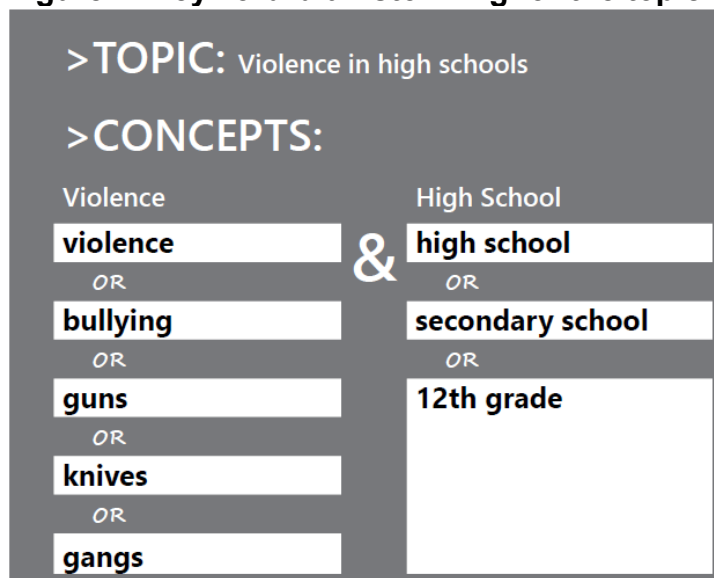 >TOPIC: Violence in high schools
>CONCEPTS:
Violence
violence
OR
bullying
OR
guns
OR
knives
OR
gangs
&
High School
high school
OR
secondary school
OR
12th grade